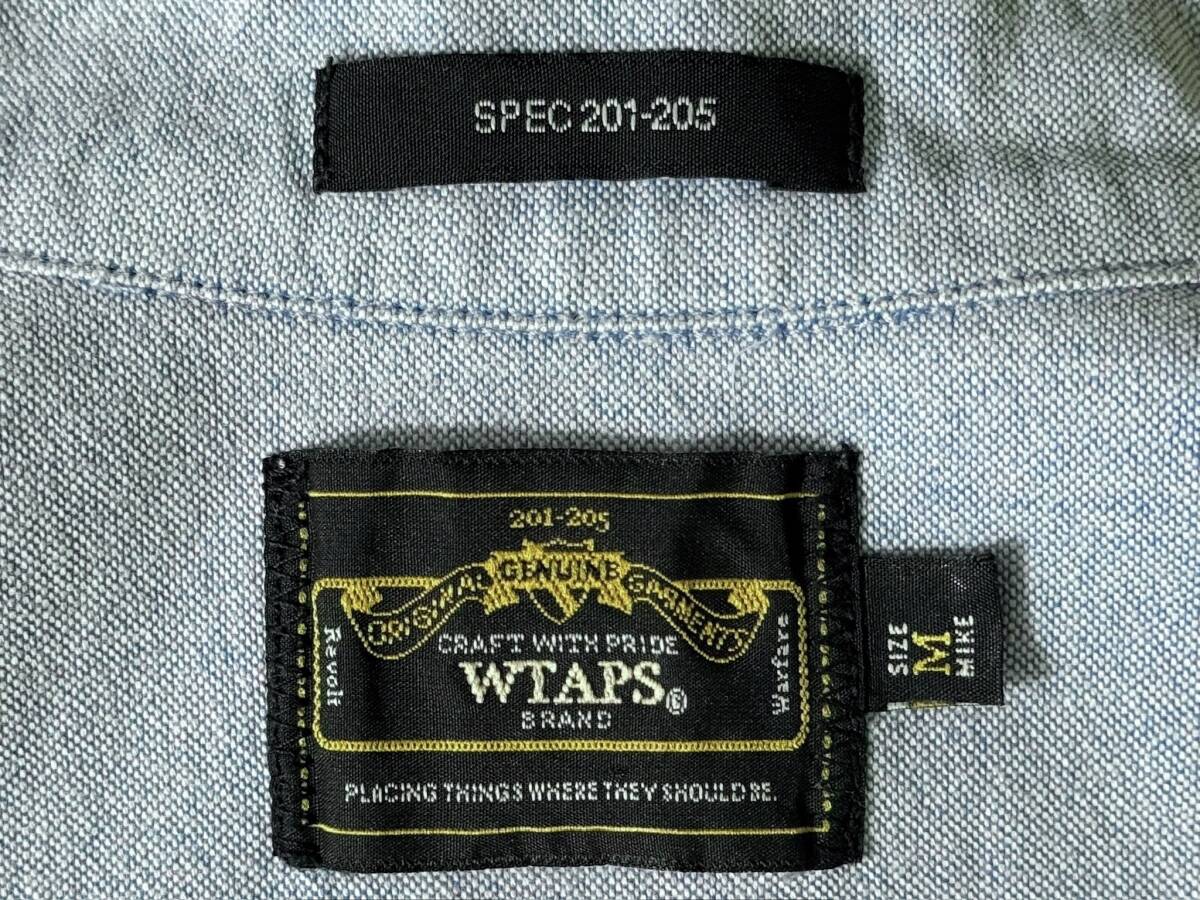 SPEC 201-205
201-205
ORIGINAL GENUINE GARMENTS
CRAFT WITH PRIDE
WTAPS®
BRAND
Revolt
Warfare
PLACING THINGS WHERE THEY SHOULD BE.
SIZE
M
MIKE